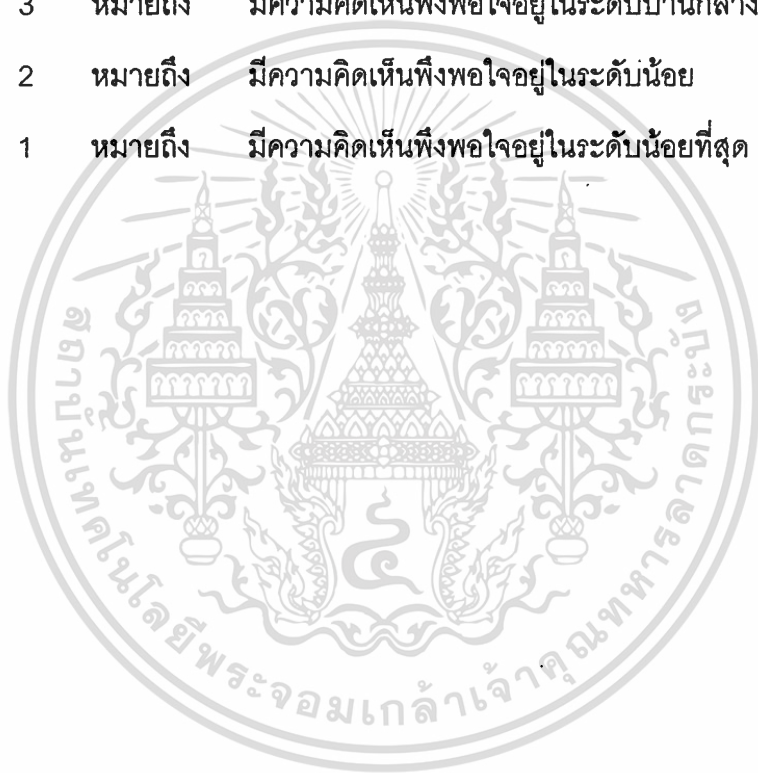 3 หมายถึง มีความคิดเห็นพึงพอใจอยู่ในระดับปานกลาง
2 หมายถึง มีความคิดเห็นพึงพอใจอยู่ในระดับน้อย
1 หมายถึง มีความคิดเห็นพึงพอใจอยู่ในระดับน้อยที่สุด
สถาบันเทคโนโลยีพระจอมเกล้าเจ้าคุณทหารลาดกระบัง
๔